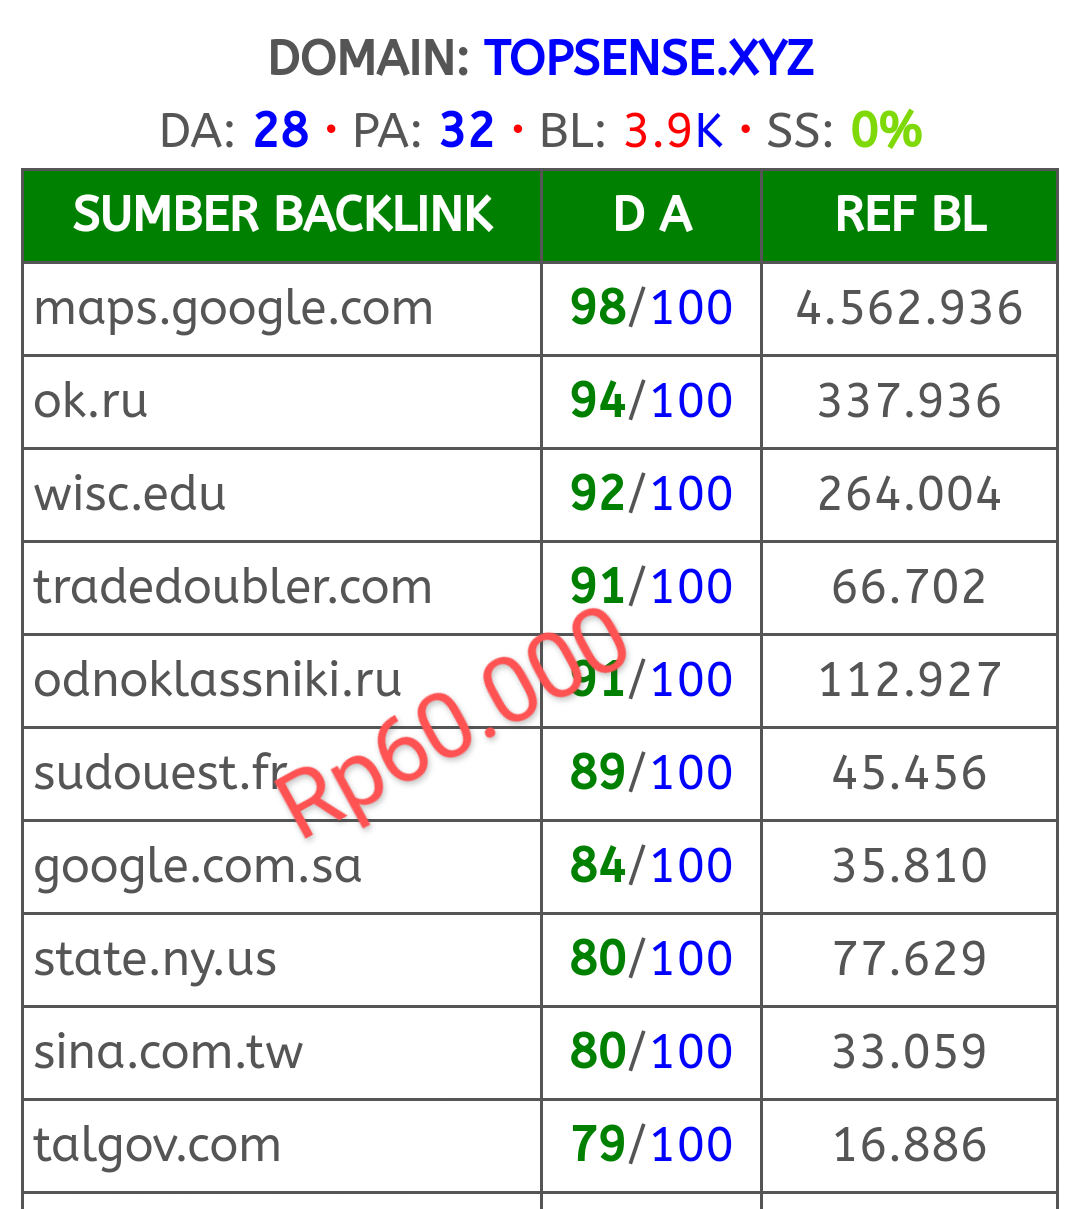 DOMAIN: TOPSENSE.XYZ
DA: 28 • PA: 32 • BL: 3.9K • SS: 0%
SUMBER BACKLINK D A REF BL
maps.google.com 98/100 4.562.936
ok.ru 94/100 337.936
wisc.edu 92/100 264.004
tradedoubler.com 91/100 66.702
odnoklassniki.ru 91/100 112.927
sudouest.fr 89/100 45.456
Rp60.000
google.com.sa 84/100 35.810
state.ny.us 80/100 77.629
sina.com.tw 80/100 33.059
talgov.com 79/100 16.886